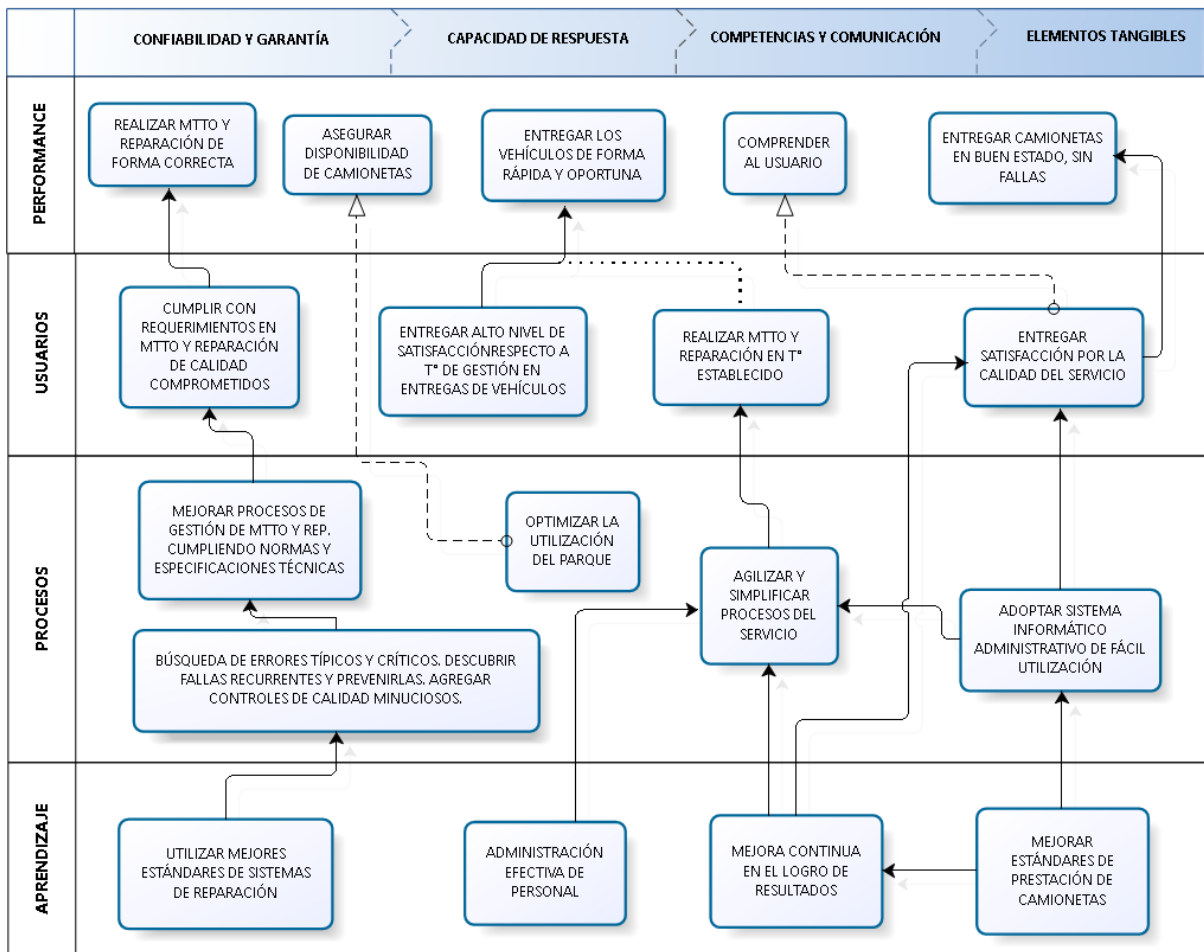 CONFIABILIDAD Y GARANTÍA
CAPACIDAD DE RESPUESTA
COMPETENCIAS Y COMUNICACIÓN
ELEMENTOS TANGIBLES
PERFORMANCE
REALIZAR MTTO Y
REPARACIÓN DE
FORMA CORRECTA
ASEGURAR
DISPONIBILIDAD
DE CAMIONETAS
ENTREGAR LOS
VEHÍCULOS DE FORMA
RÁPIDA Y OPORTUNA
COMPRENDER
AL USUARIO
ENTREGAR CAMIONETAS
EN BUEN ESTADO, SIN
FALLAS
USUARIOS
CUMPLIR CON
REQUERIMIENTOS EN
MTTO Y REPARACIÓN
DE CALIDAD
COMPROMETIDOS
ENTREGAR ALTO NIVEL DE
SATISFACCIÓNRESPECTO A
T° DE GESTIÓN EN
ENTREGAS DE VEHÍCULOS
REALIZAR MTTO Y
REPARACIÓN EN T°
ESTABLECIDO
ENTREGAR
SATISFACCIÓN POR LA
CALIDAD DEL SERVICIO
PROCESOS
MEJORAR PROCESOS DE
GESTIÓN DE MTTO Y REP.
CUMPLIENDO NORMAS Y
ESPECIFICACIONES TÉCNICAS
OPTIMIZAR LA
UTILIZACIÓN
DEL PARQUE
AGILIZAR Y
SIMPLIFICAR
PROCESOS DEL
SERVICIO
ADOPTAR SISTEMA
INFORMÁTICO
ADMINISTRATIVO DE FÁCIL
UTILIZACIÓN
BÚSQUEDA DE ERRORES TÍPICOS Y CRÍTICOS. DESCUBRIR
FALLAS RECURRENTES Y PREVENIRLAS. AGREGAR
CONTROLES DE CALIDAD MINUCIOSOS.
APRENDIZAJE
UTILIZAR MEJORES
ESTÁNDARES DE SISTEMAS
DE REPARACIÓN
ADMINISTRACIÓN
EFECTIVA DE
PERSONAL
MEJORA CONTINUA
EN EL LOGRO DE
RESULTADOS
MEJORAR
ESTÁNDARES DE
PRESTACIÓN DE
CAMIONETAS